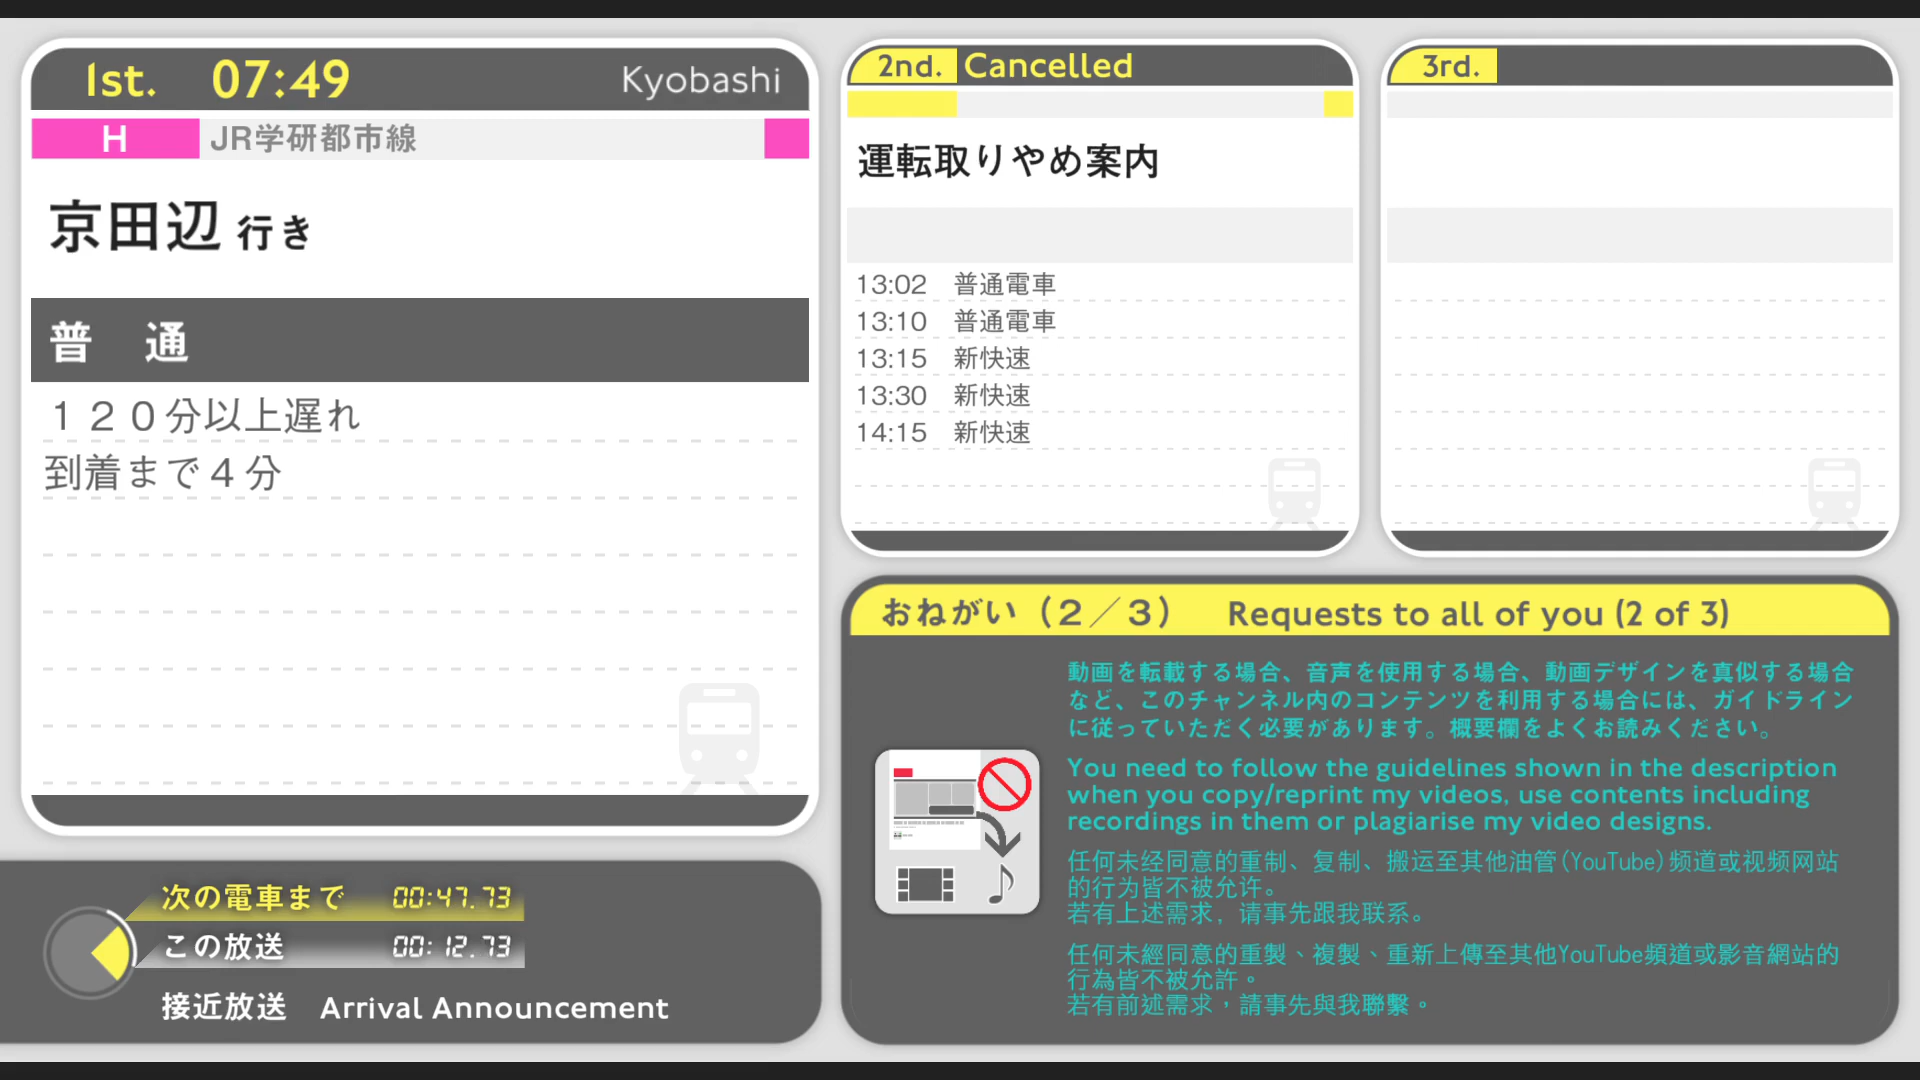 1st. 07:49 Kyobashi
H JR学研都市線
京田辺 行き
普 通
120分以上遅れ
到着まで4分
2nd. Cancelled
運転取りやめ案内
13:02 普通電車
13:10 普通電車
13:15 新快速
13:30 新快速
14:15 新快速
3rd.
おねがい(2/3) Requests to all of you (2 of 3)
動画を転載する場合、音声を使用する場合、動画デザインを真似する場合
など、このチャンネル内のコンテンツを利用する場合には、ガイドライン
に従っていただく必要があります。概要欄をよくお読みください。
You need to follow the guidelines shown in the description
when you copy/reprint my videos, use contents including
recordings in them or plagiarise my video designs.
任何未经同意的重制、复制、搬运至其他油管(YouTube)频道或视频网站
的行为皆不被允许。
若有上述需求，请事先跟我联系。
任何未經同意的重製、複製、重新上傳至其他YouTube頻道或影音網站的
行為皆不被允許。
若有前述需求，請事先與我聯繫。
次の電車まで 00:47.73
この放送 00:12.73
接近放送 Arrival Announcement